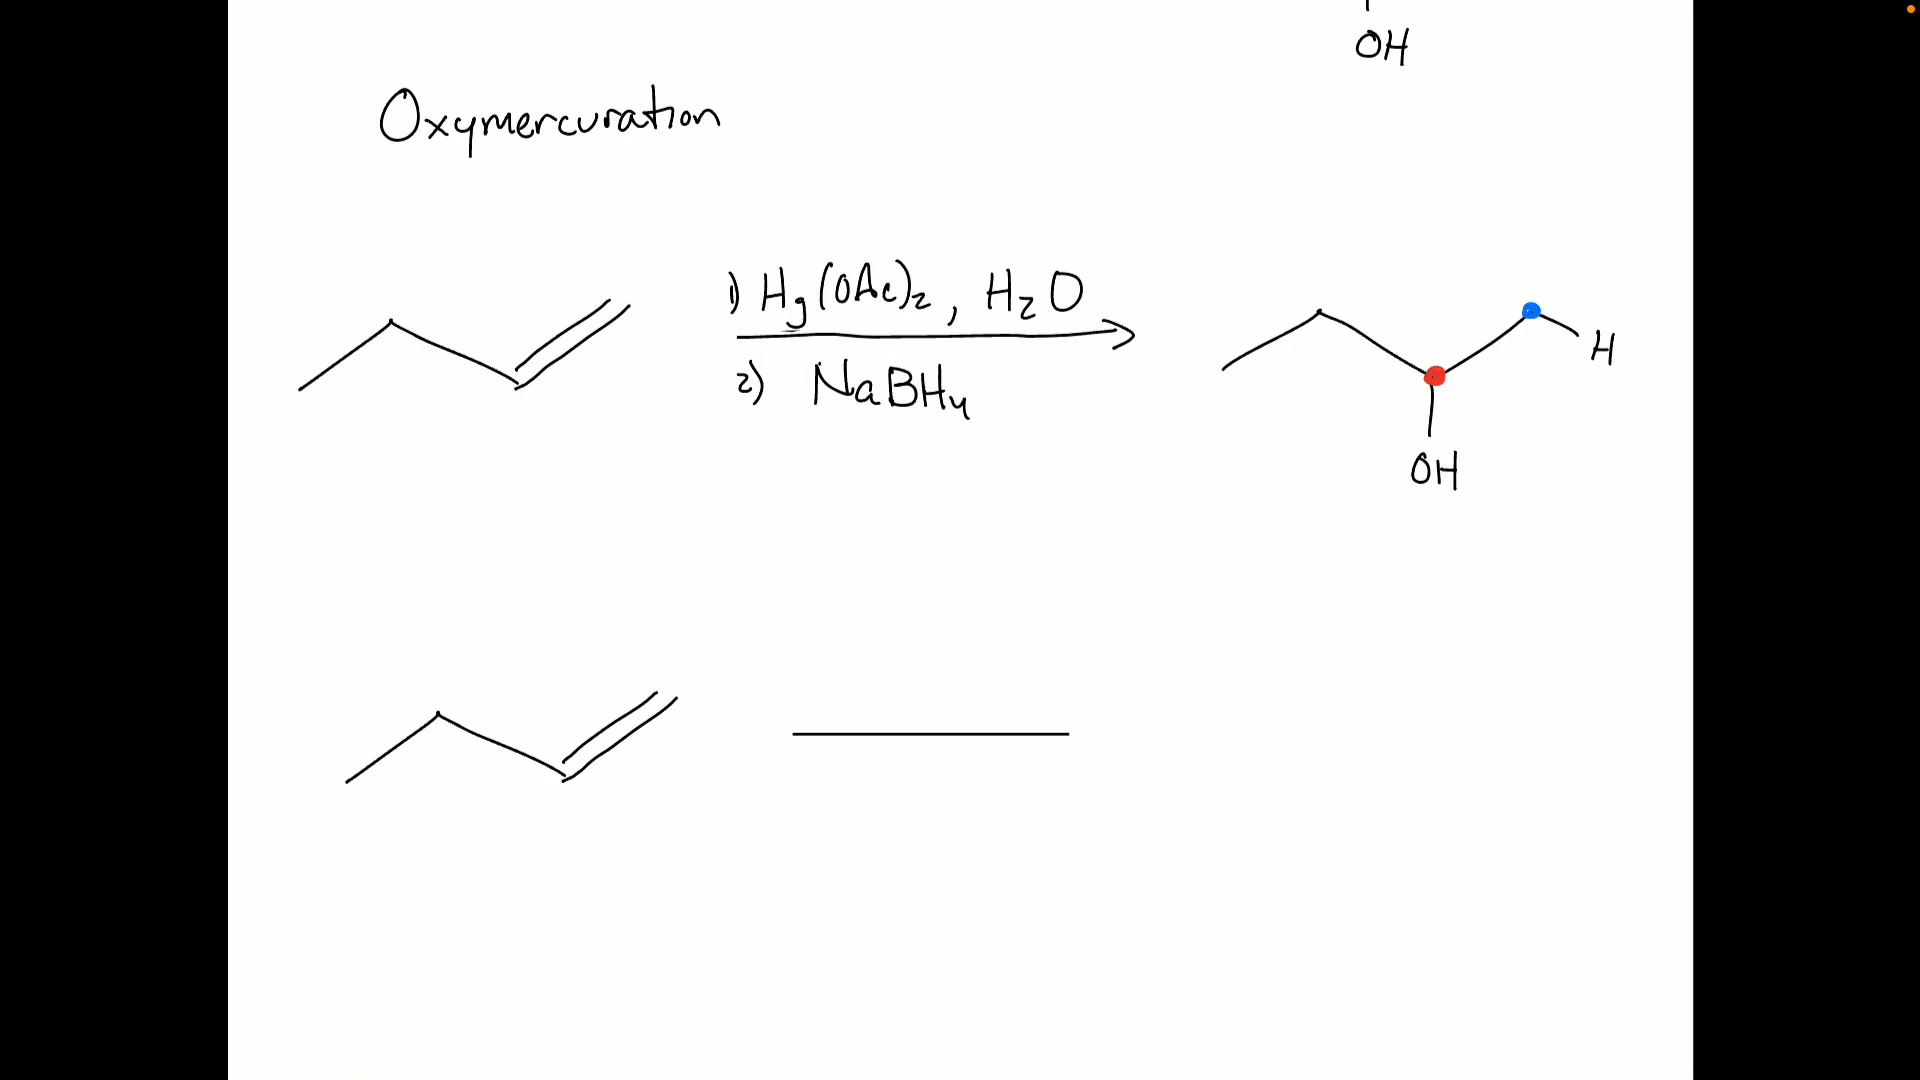 OH
Oxymercuration
1) Hg(OAc)₂, H₂O
2) NaBH₄
H
OH